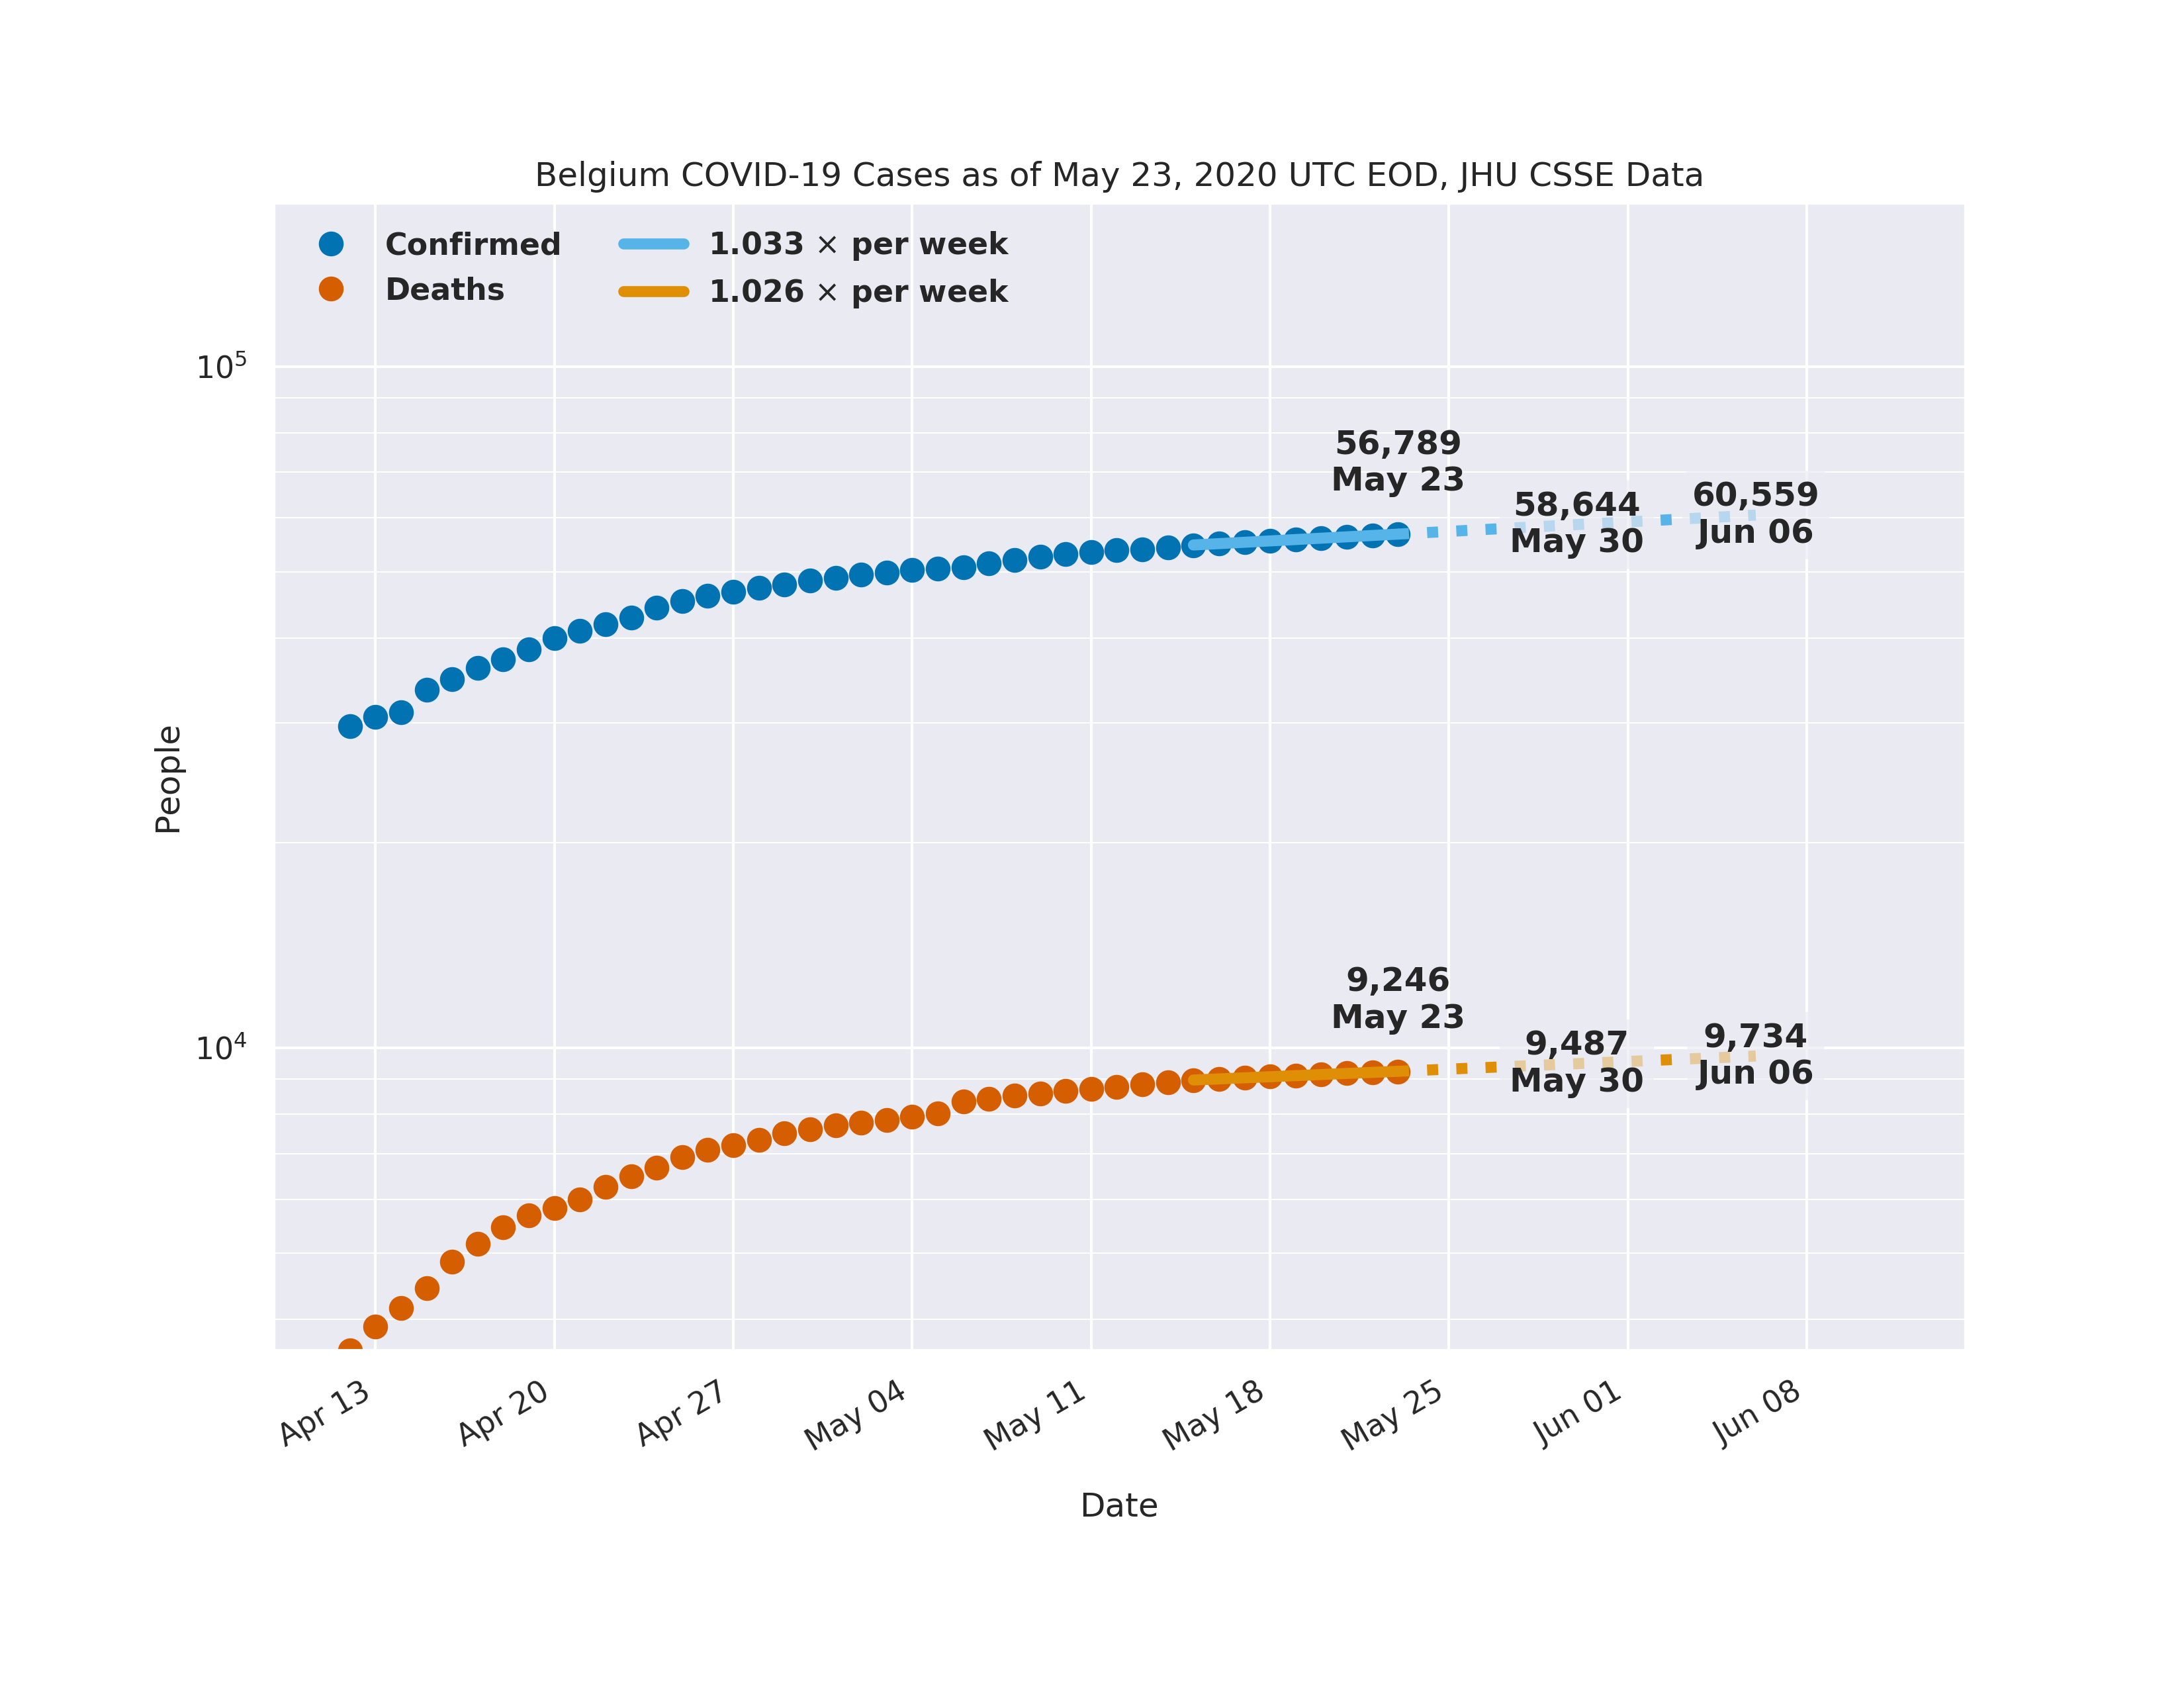 Belgium COVID-19 Cases as of May 23, 2020 UTC EOD, JHU CSSE Data
Confirmed
Deaths
1.033 × per week
1.026 × per week
10⁵
10⁴
People
56,789
May 23
58,644
May 30
60,559
Jun 06
9,246
May 23
9,487
May 30
9,734
Jun 06
Apr 13
Apr 20
Apr 27
May 04
May 11
May 18
May 25
Jun 01
Jun 08
Date